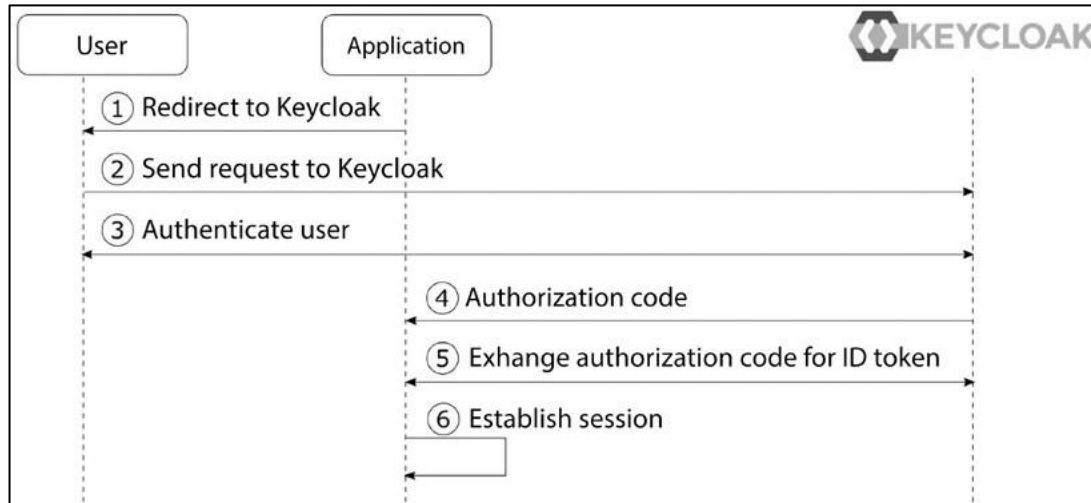 User
Application
KEYCLOAK
1 Redirect to Keycloak
2 Send request to Keycloak
3 Authenticate user
4 Authorization code
5 Exhange authorization code for ID token
6 Establish session